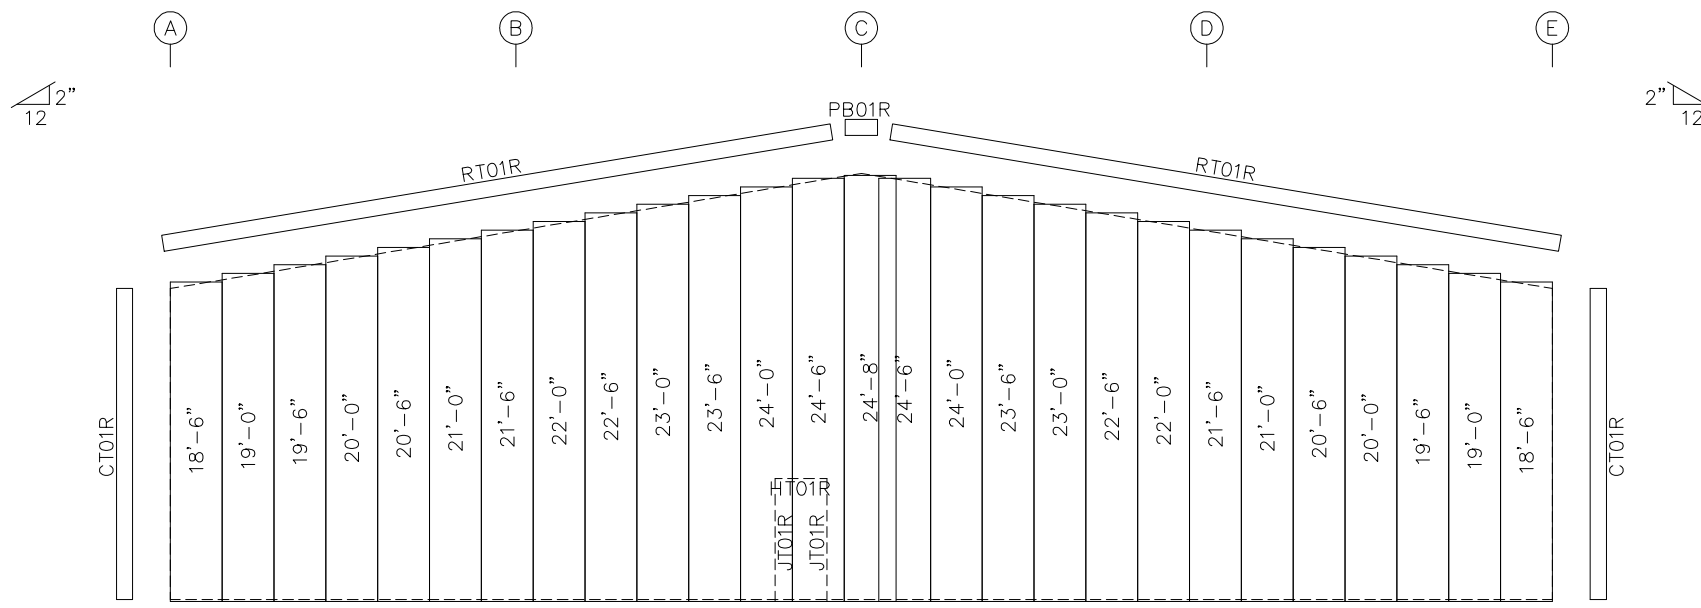 A
B
C
D
E
2”
12
2”
12
PB01R
RT01R
RT01R
CT01R
18’-6”
19’-0”
19’-6”
20’-0”
20’-6”
21’-0”
21’-6”
22’-0”
22’-6”
23’-0”
23’-6”
24’-0”
24’-6”
24’-8”
24’-6”
24’-0”
23’-6”
23’-0”
22’-6”
22’-0”
21’-6”
21’-0”
20’-6”
20’-0”
19’-6”
19’-0”
18’-6”
CT01R
HT01R
JT01R
JT01R